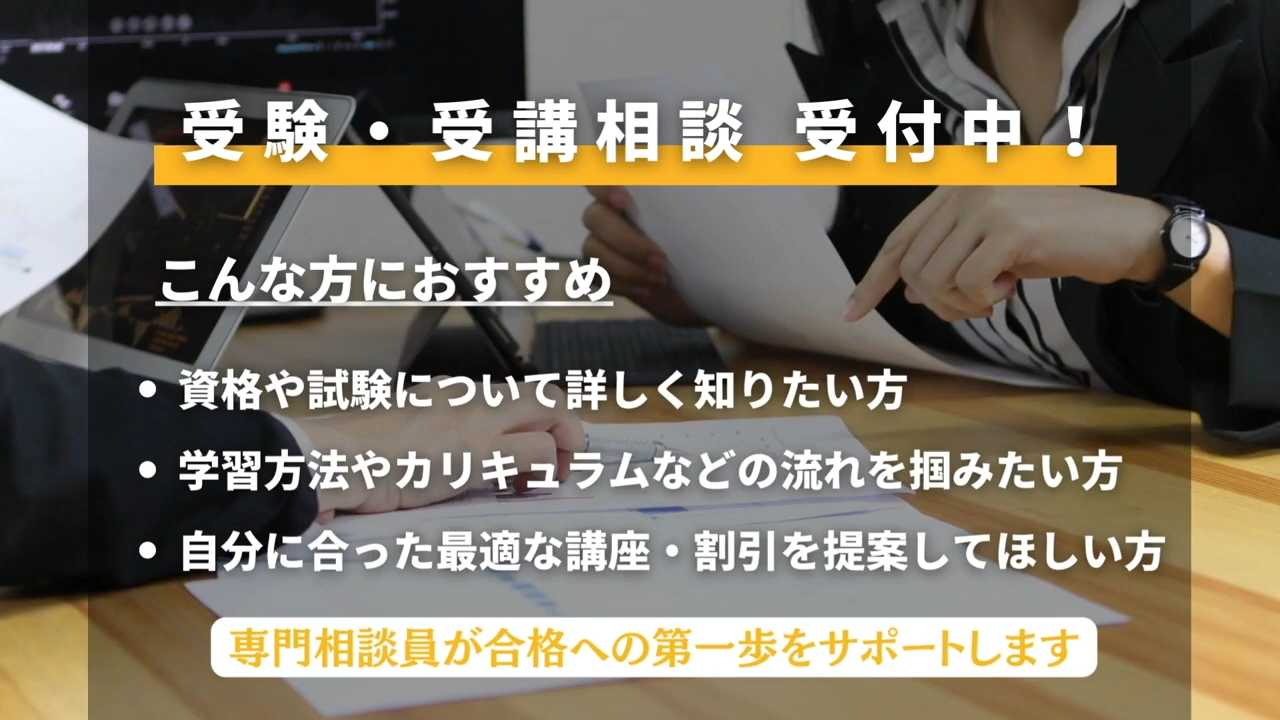 受験・受講相談 受付中！
こんな方におすすめ
・資格や試験について詳しく知りたい方
・学習方法やカリキュラムなどの流れを掴みたい方
・自分に合った最適な講座・割引を提案してほしい方
専門相談員が合格への第一歩をサポートします